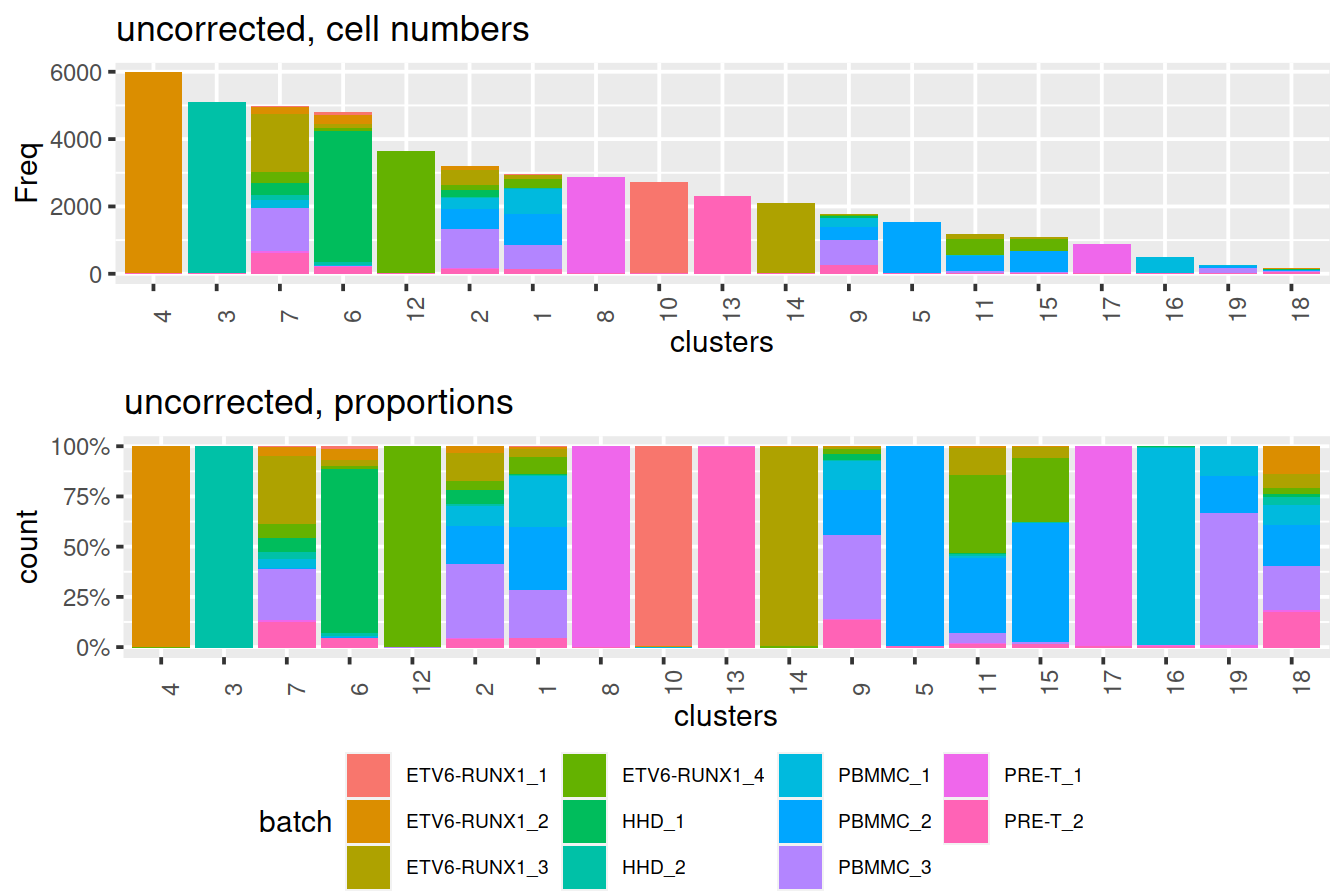 uncorrected, cell numbers
6000
4000
2000
0
Freq
4 3 7 6 12 2 1 8 10 13 14 9 5 11 15 17 16 19 18
clusters
uncorrected, proportions
100%
75%
50%
25%
0%
count
4 3 7 6 12 2 1 8 10 13 14 9 5 11 15 17 16 19 18
clusters
batch
ETV6-RUNX1_1 ETV6-RUNX1_4 PBMMC_1 PRE-T_1
ETV6-RUNX1_2 HHD_1 PBMMC_2 PRE-T_2
ETV6-RUNX1_3 HHD_2 PBMMC_3